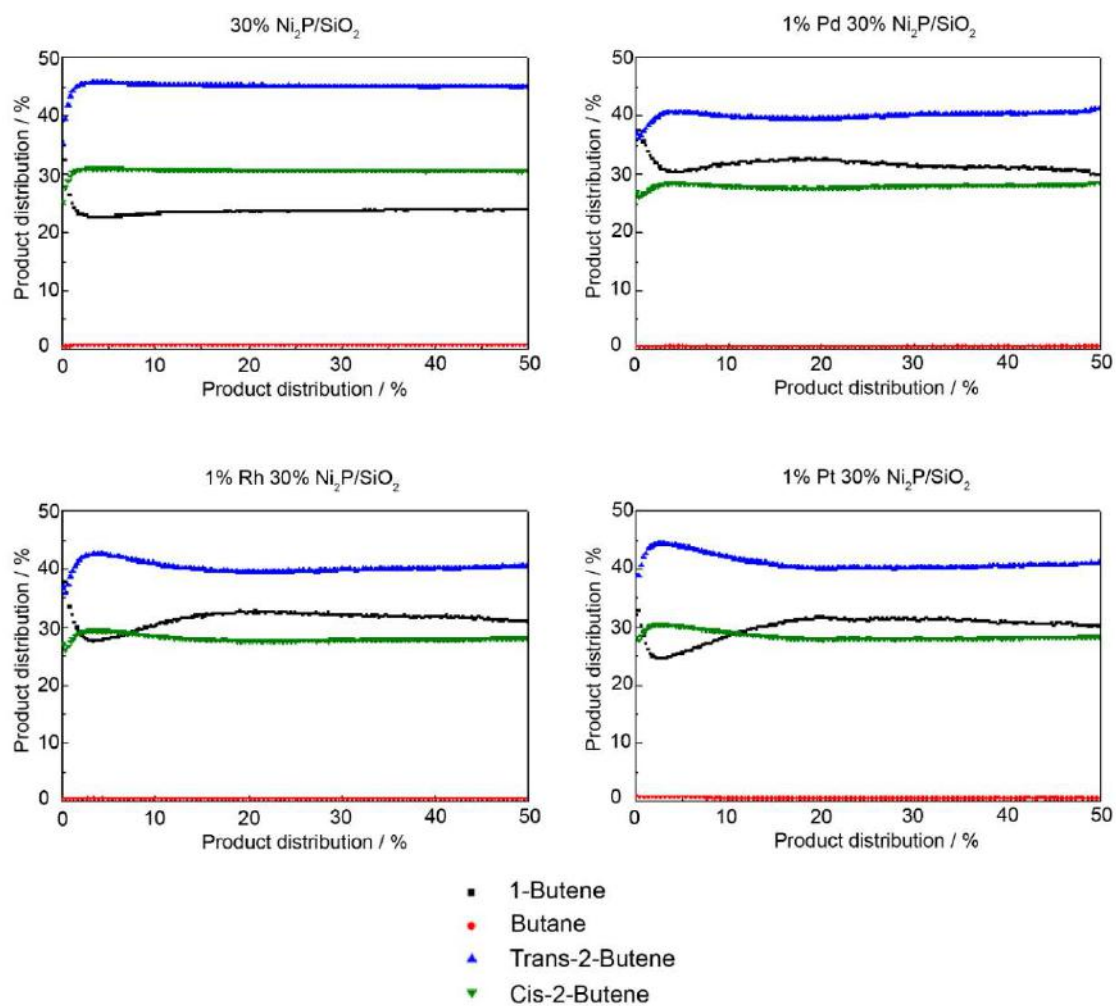 30% Ni₂P/SiO₂
50
40
30
20
10
0
Product distribution / %
0 10 20 30 40 50
Product distribution / %
1% Pd 30% Ni₂P/SiO₂
50
40
30
20
10
0
Product distribution / %
0 10 20 30 40 50
Product distribution / %
1% Rh 30% Ni₂P/SiO₂
50
40
30
20
10
0
Product distribution / %
0 10 20 30 40 50
Product distribution / %
1% Pt 30% Ni₂P/SiO₂
50
40
30
20
10
0
Product distribution / %
0 10 20 30 40 50
Product distribution / %
1-Butene
Butane
Trans-2-Butene
Cis-2-Butene